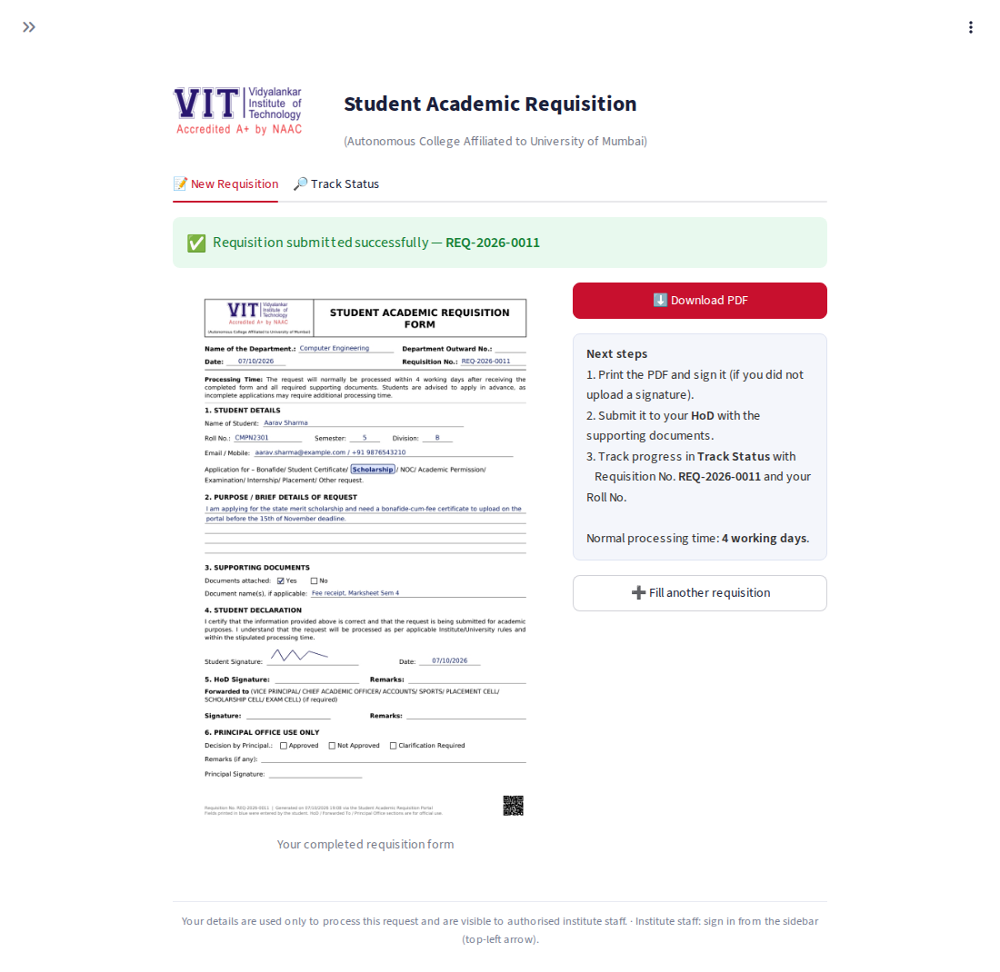 VIT Vidyalankar
Institute of
Technology
Accredited A+ by NAAC
Student Academic Requisition
(Autonomous College Affiliated to University of Mumbai)
📝 New Requisition
🔎 Track Status
✅ Requisition submitted successfully — REQ-2026-0011
VIT Vidyalankar
Institute of
Technology
Accredited A+ by NAAC
(Autonomous College Affiliated to University of Mumbai)
STUDENT ACADEMIC REQUISITION
FORM
Name of the Department.: Computer Engineering Department Outward No.:
Date: 07/10/2026 Requisition No.: REQ-2026-0011
Processing Time: The request will normally be processed within 4 working days after receiving the
completed form and all required supporting documents. Students are advised to apply in advance, as
incomplete applications may require additional processing time.
1. STUDENT DETAILS
Name of Student: Aarav Sharma
Roll No.: CMPN2301 Semester: 5 Division: B
Email / Mobile: aarav.sharma@example.com / +91 9876543210
Application for – Bonafide/ Student Certificate/ Scholarship / NOC/ Academic Permission/
Examination/ Internship/ Placement/ Other request.
2. PURPOSE / BRIEF DETAILS OF REQUEST
I am applying for the state merit scholarship and need a bonafide-cum-fee certificate to upload on the
portal before the 15th of November deadline.
3. SUPPORTING DOCUMENTS
Documents attached: Yes No
Document name(s), if applicable: Fee receipt, Marksheet Sem 4
4. STUDENT DECLARATION
I certify that the information provided above is correct and that the request is being submitted for academic
purposes. I understand that the request will be processed as per applicable Institute/University rules and
within the stipulated processing time.
Student Signature: Date: 07/10/2026
5. HoD Signature: Remarks:
Forwarded to (VICE PRINCIPAL/ CHIEF ACADEMIC OFFICER/ ACCOUNTS/ SPORTS/ PLACEMENT CELL/
SCHOLARSHIP CELL/ EXAM CELL) (if required)
Signature: Remarks:
6. PRINCIPAL OFFICE USE ONLY
Decision by Principal.: Approved Not Approved Clarification Required
Remarks (if any):
Principal Signature:
Requisition No. REQ-2026-0011 | Generated on 07/10/2026 19:08 via the Student Academic Requisition Portal
Fields printed in blue were entered by the student. HoD / Forwarded To / Principal Office sections are for official use.
Your completed requisition form
⬇️ Download PDF
Next steps
1. Print the PDF and sign it (if you did not
upload a signature).
2. Submit it to your HoD with the
supporting documents.
3. Track progress in Track Status with
Requisition No. REQ-2026-0011 and your
Roll No.
Normal processing time: 4 working days.
➕ Fill another requisition
Your details are used only to process this request and are visible to authorised institute staff. · Institute staff: sign in from the sidebar
(top-left arrow).